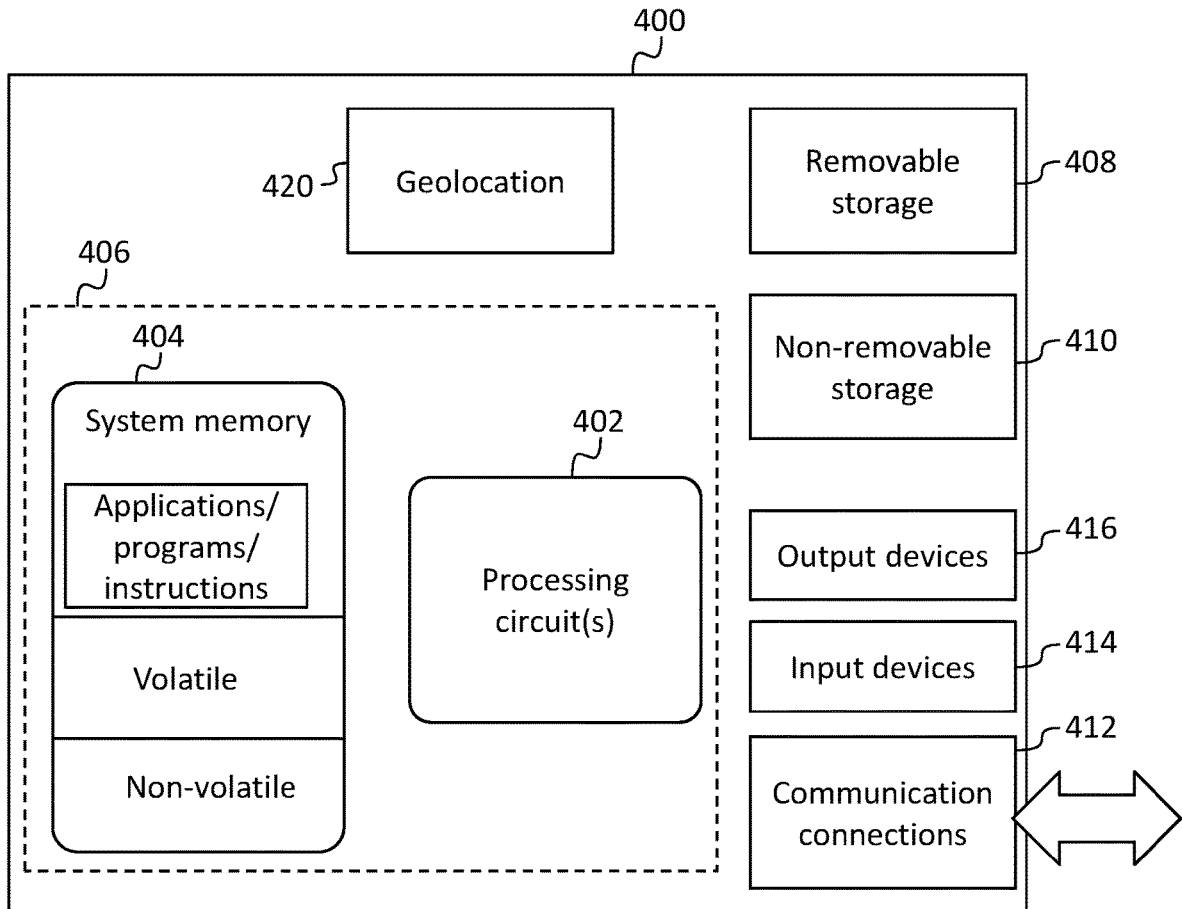 400
420
Geolocation
Removable
storage
408
406
404
System memory
Applications/
programs/
instructions
Volatile
Non-volatile
402
Processing
circuit(s)
Non-removable
storage
410
Output devices
416
Input devices
414
412
Communication
connections